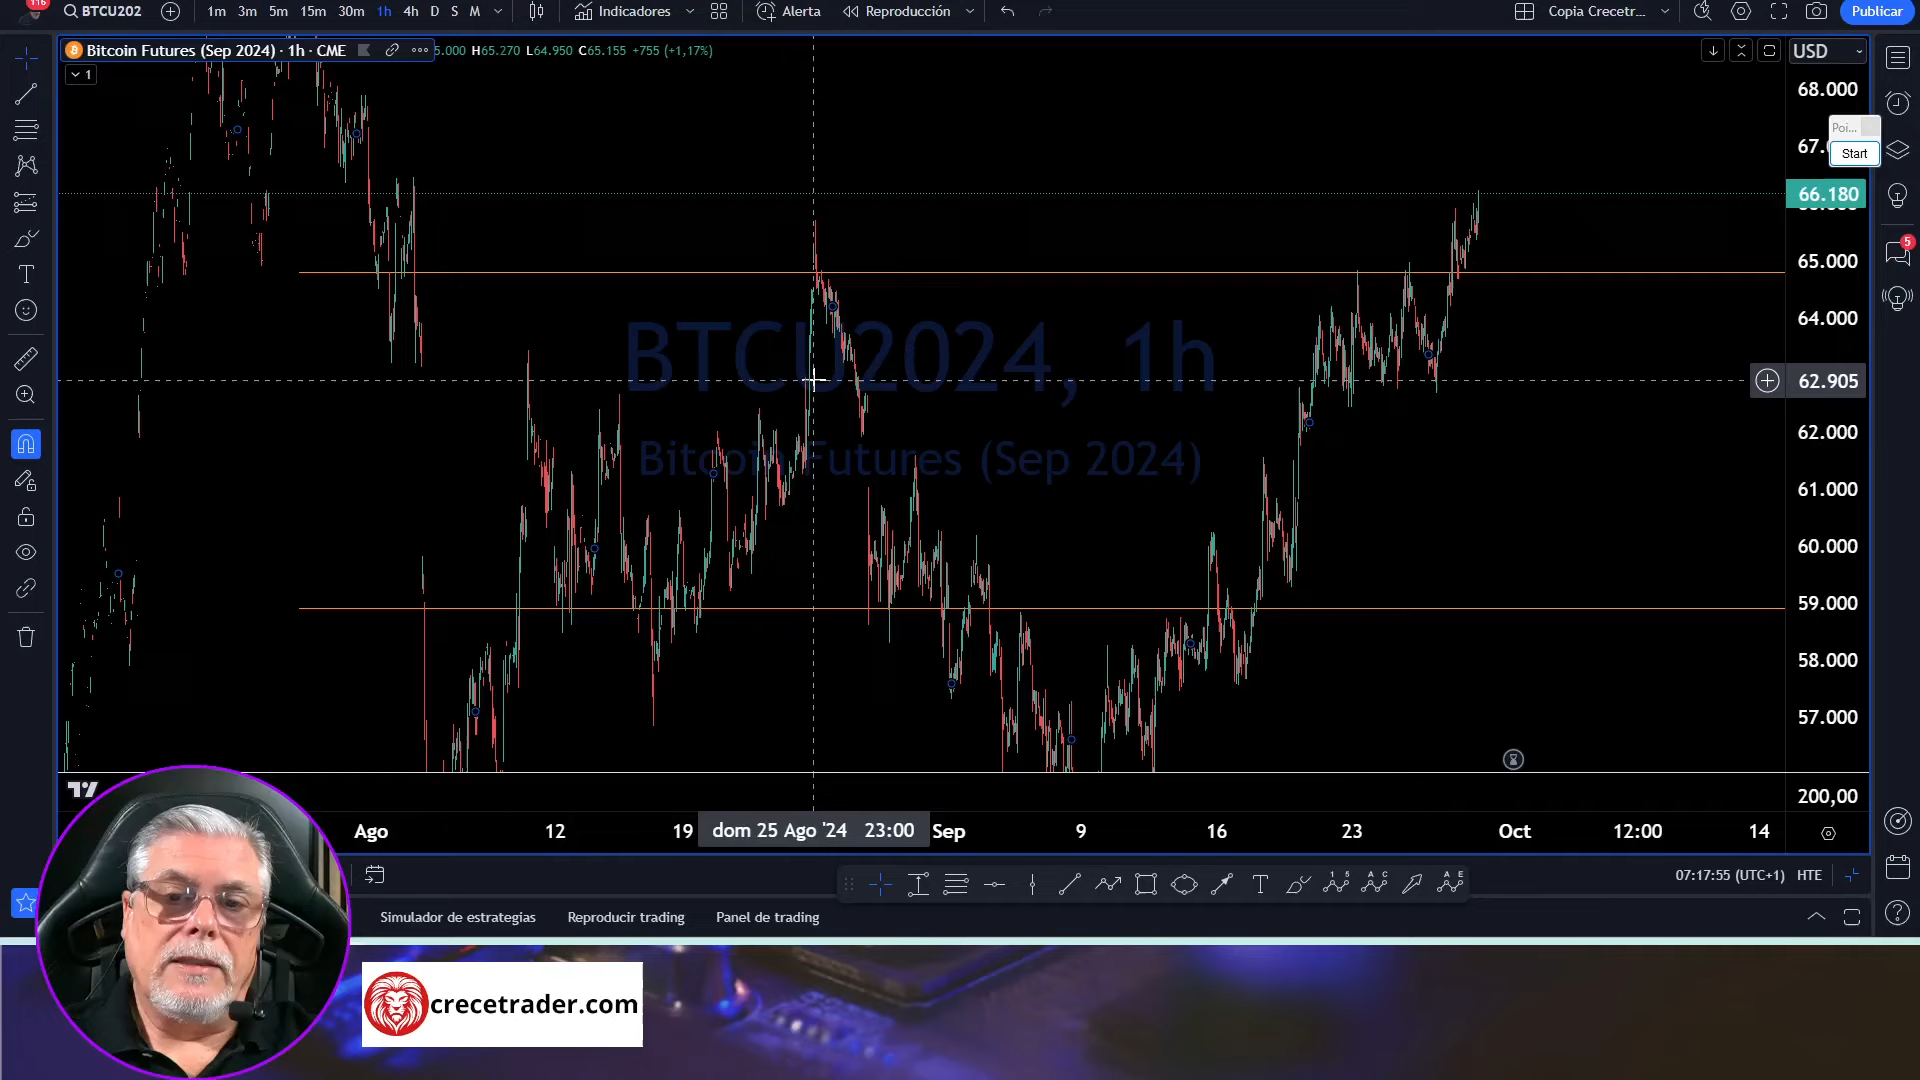 116
BTCU202
1m 3m 5m 15m 30m 1h 4h D S M
Indicadores
Alerta
Reproducción
Copia Crecetr...
Publicar
Bitcoin Futures (Sep 2024) · 1h · CME
5.000 H65.270 L64.950 C65.155 +755 (+1,17%)
USD
1
68.000
Poi...
67.
Start
66.180
65.000
5
64.000
BTCU2024, 1h
62.905
62.000
Bitcoin Futures (Sep 2024)
61.000
60.000
59.000
58.000
57.000
200,00
Ago 12 19 dom 25 Ago '24 23:00 Sep 9 16 23 Oct 12:00 14
07:17:55 (UTC+1) HTE
Simulador de estrategias Reproducir trading Panel de trading
crecetrader.com